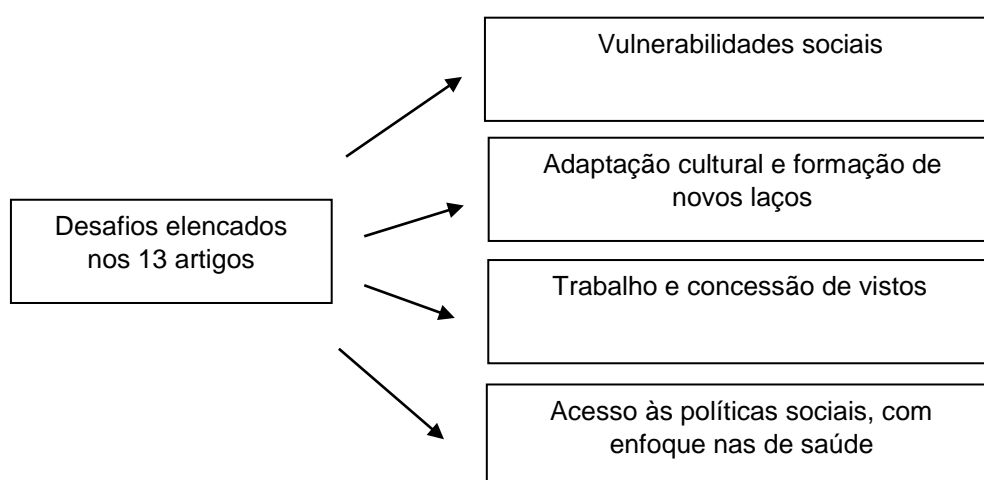 Desafios elencados
nos 13 artigos
Vulnerabilidades sociais
Adaptação cultural e formação de
novos laços
Trabalho e concessão de vistos
Acesso às políticas sociais, com
enfoque nas de saúde